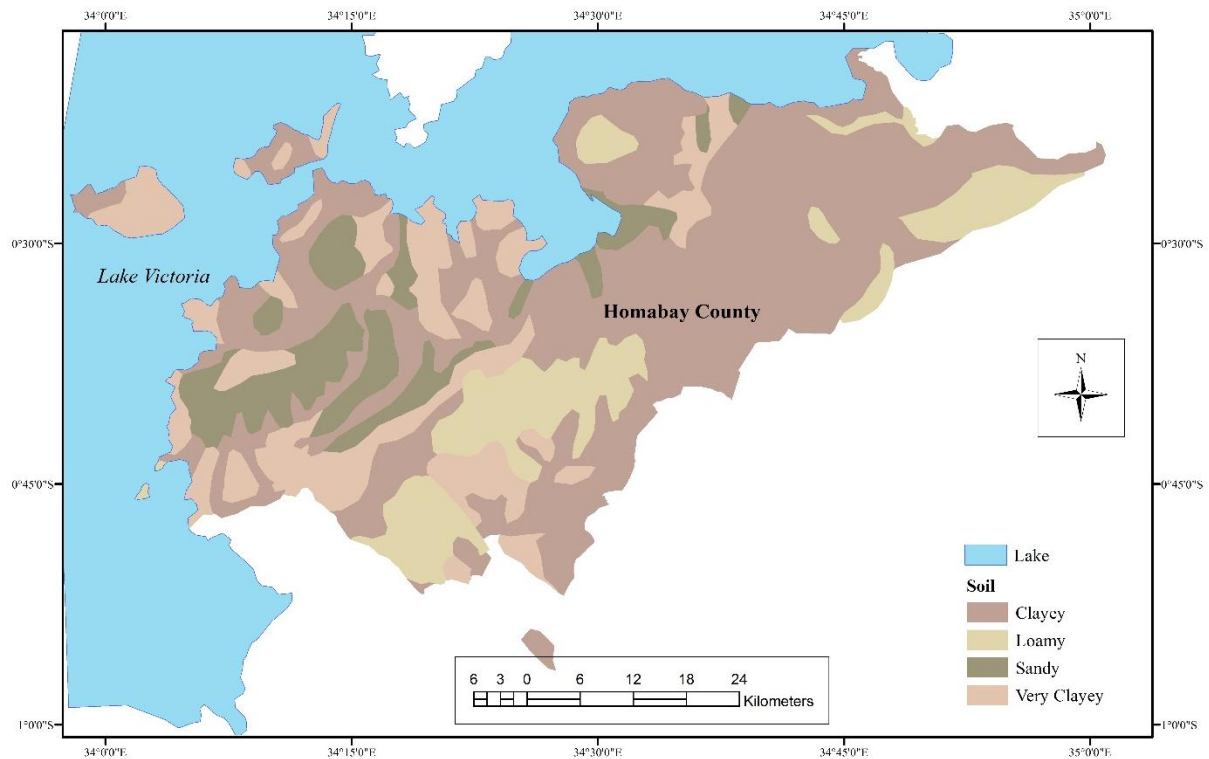 34°0'0"E 34°15'0"E 34°30'0"E 34°45'0"E 35°0'0"E
0°30'0"S 0°30'0"S
Lake Victoria
Homabay County
N
0°45'0"S 0°45'0"S
Lake
Soil
Clayey
Loamy
Sandy
Very Clayey
6 3 0 6 12 18 24
Kilometers
1°0'0"S 1°0'0"S
34°0'0"E 34°15'0"E 34°30'0"E 34°45'0"E 35°0'0"E